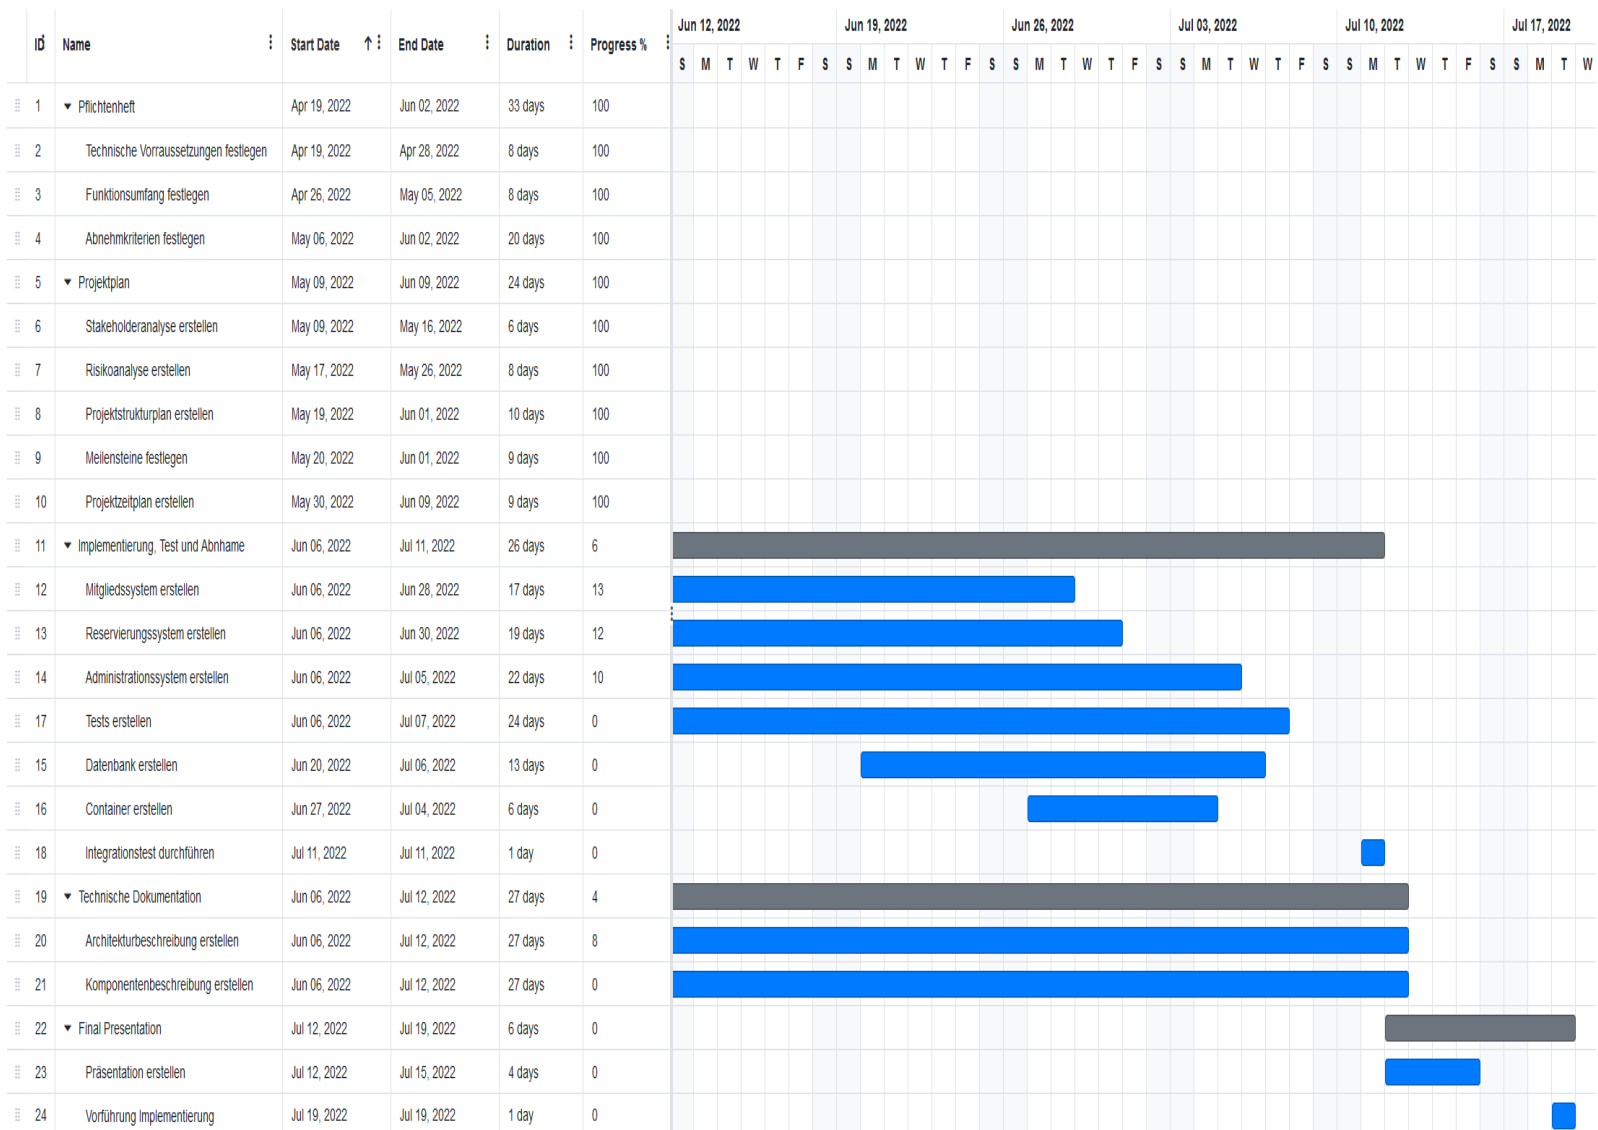 Jun 12, 2022 Jun 19, 2022 Jun 26, 2022 Jul 03, 2022 Jul 10, 2022 Jul 17, 2022
ID Name Start Date End Date Duration Progress %
S M T W T F S S M T W T F S S M T W T F S S M T W T F S S M T W T F S S M T W
1 Pflichtenheft Apr 19, 2022 Jun 02, 2022 33 days 100
2 Technische Vorraussetzungen festlegen Apr 19, 2022 Apr 28, 2022 8 days 100
3 Funktionsumfang festlegen Apr 26, 2022 May 05, 2022 8 days 100
4 Abnehmkriterien festlegen May 06, 2022 Jun 02, 2022 20 days 100
5 Projektplan May 09, 2022 Jun 09, 2022 24 days 100
6 Stakeholderanalyse erstellen May 09, 2022 May 16, 2022 6 days 100
7 Risikoanalyse erstellen May 17, 2022 May 26, 2022 8 days 100
8 Projektstrukturplan erstellen May 19, 2022 Jun 01, 2022 10 days 100
9 Meilensteine festlegen May 20, 2022 Jun 01, 2022 9 days 100
10 Projektzeitplan erstellen May 30, 2022 Jun 09, 2022 9 days 100
11 Implementierung, Test und Abnhame Jun 06, 2022 Jul 11, 2022 26 days 6
12 Mitgliedssystem erstellen Jun 06, 2022 Jun 28, 2022 17 days 13
13 Reservierungssystem erstellen Jun 06, 2022 Jun 30, 2022 19 days 12
14 Administrationssystem erstellen Jun 06, 2022 Jul 05, 2022 22 days 10
17 Tests erstellen Jun 06, 2022 Jul 07, 2022 24 days 0
15 Datenbank erstellen Jun 20, 2022 Jul 06, 2022 13 days 0
16 Container erstellen Jun 27, 2022 Jul 04, 2022 6 days 0
18 Integrationstest durchführen Jul 11, 2022 Jul 11, 2022 1 day 0
19 Technische Dokumentation Jun 06, 2022 Jul 12, 2022 27 days 4
20 Architekturbeschreibung erstellen Jun 06, 2022 Jul 12, 2022 27 days 8
21 Komponentenbeschreibung erstellen Jun 06, 2022 Jul 12, 2022 27 days 0
22 Final Presentation Jul 12, 2022 Jul 19, 2022 6 days 0
23 Präsentation erstellen Jul 12, 2022 Jul 15, 2022 4 days 0
24 Vorführung Implementierung Jul 19, 2022 Jul 19, 2022 1 day 0